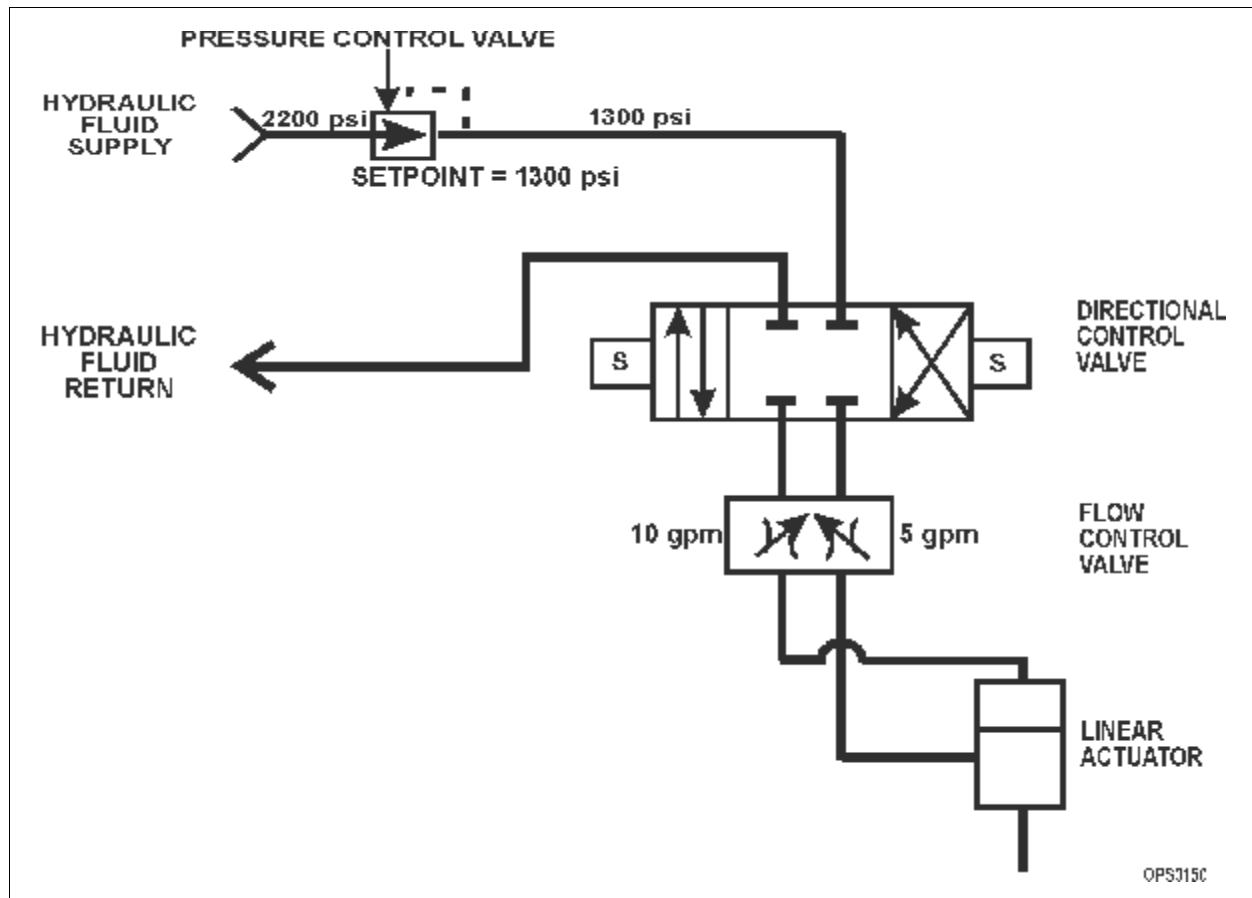 PRESSURE CONTROL VALVE
HYDRAULIC
FLUID
SUPPLY
2200 psi
1300 psi
SETPOINT = 1300 psi
HYDRAULIC
FLUID
RETURN
S
S
DIRECTIONAL
CONTROL
VALVE
10 gpm
5 gpm
FLOW
CONTROL
VALVE
LINEAR
ACTUATOR